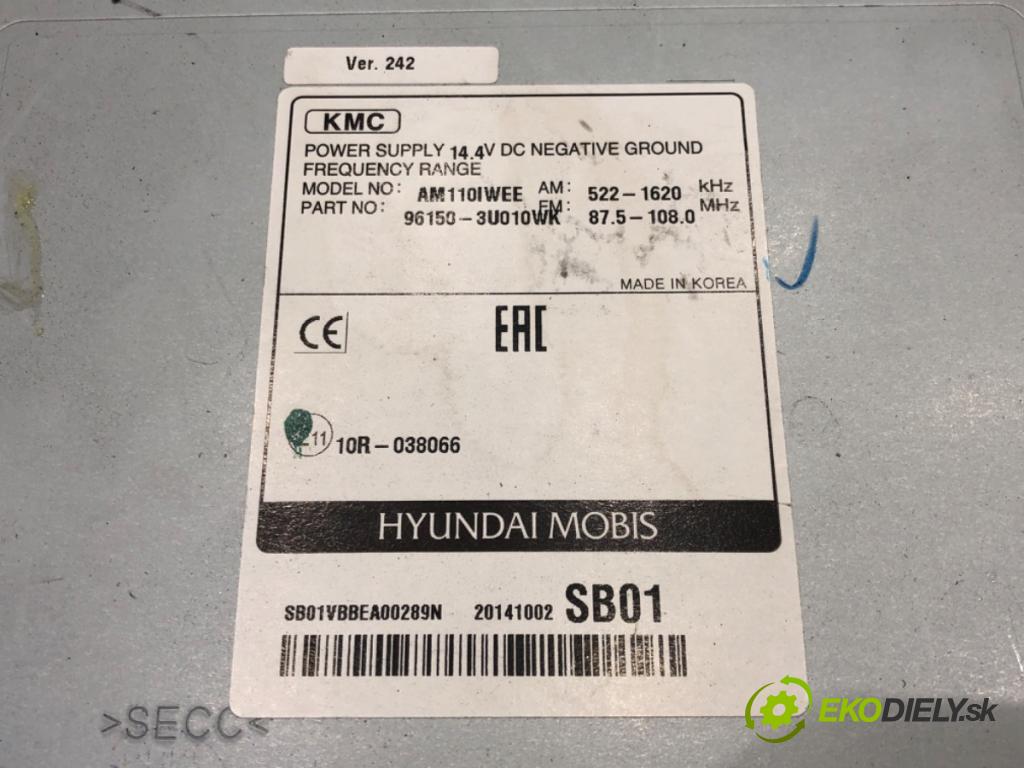 Ver. 242
KMC
POWER SUPPLY 14.4V DC NEGATIVE GROUND
FREQUENCY RANGE
MODEL NO: AM110IWEE AM: 522-1620 kHz
PART NO: 96150-3U010WK FM: 87.5-108.0 MHz
MADE IN KOREA
CE EAC
11 10R-038066
HYUNDAI MOBIS
SB01VBBEA00289N 20141002 SB01
>SECC<
EKODIELY.sk